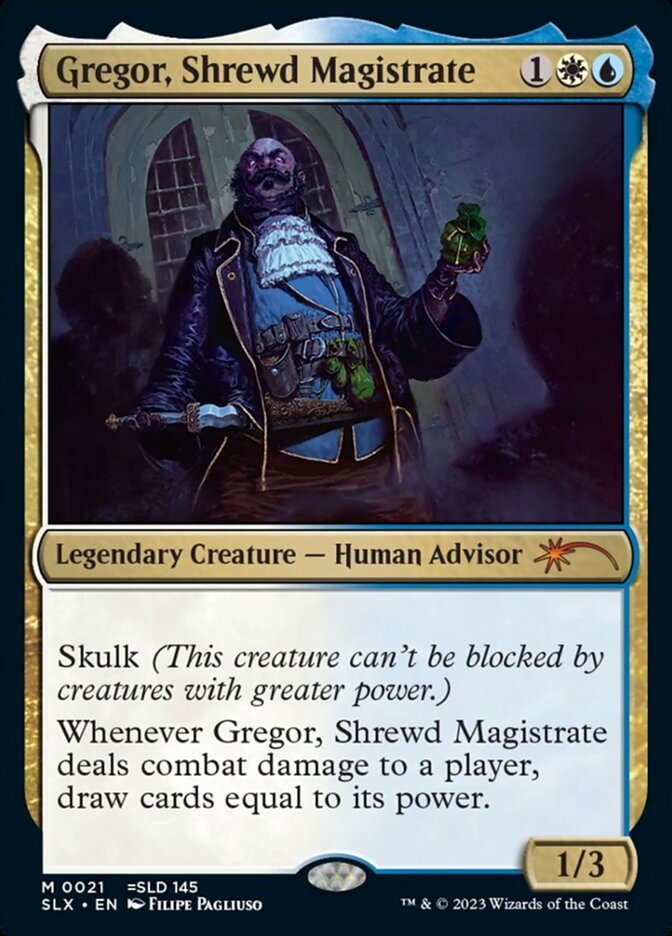 Gregor, Shrewd Magistrate 1
Legendary Creature — Human Advisor
Skulk (This creature can't be blocked by
creatures with greater power.)
Whenever Gregor, Shrewd Magistrate
deals combat damage to a player,
draw cards equal to its power.
1/3
M 0021 =SLD 145
SLX • EN Filipe Pagliuso ™ & © 2023 Wizards of the Coast